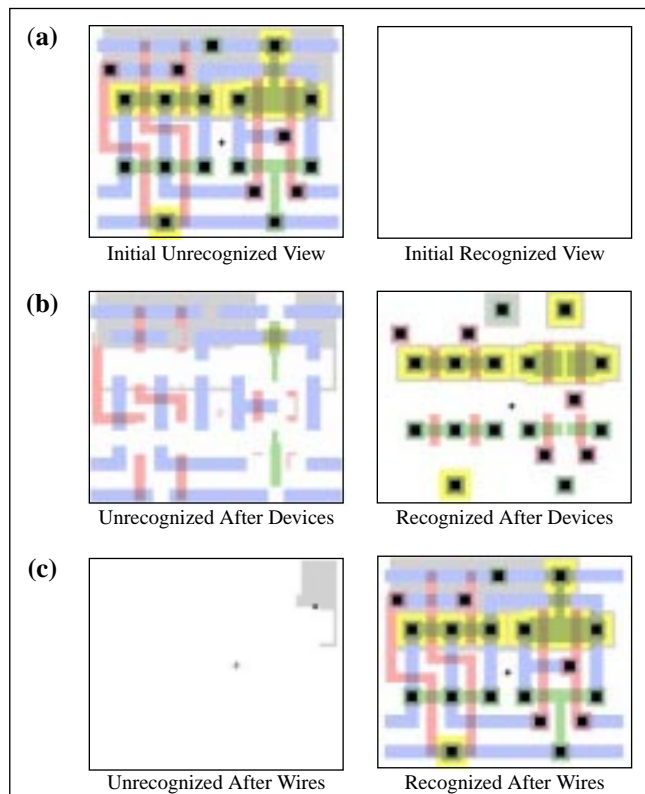 (a)
Initial Unrecognized View
Initial Recognized View
(b)
Unrecognized After Devices
Recognized After Devices
(c)
Unrecognized After Wires
Recognized After Wires